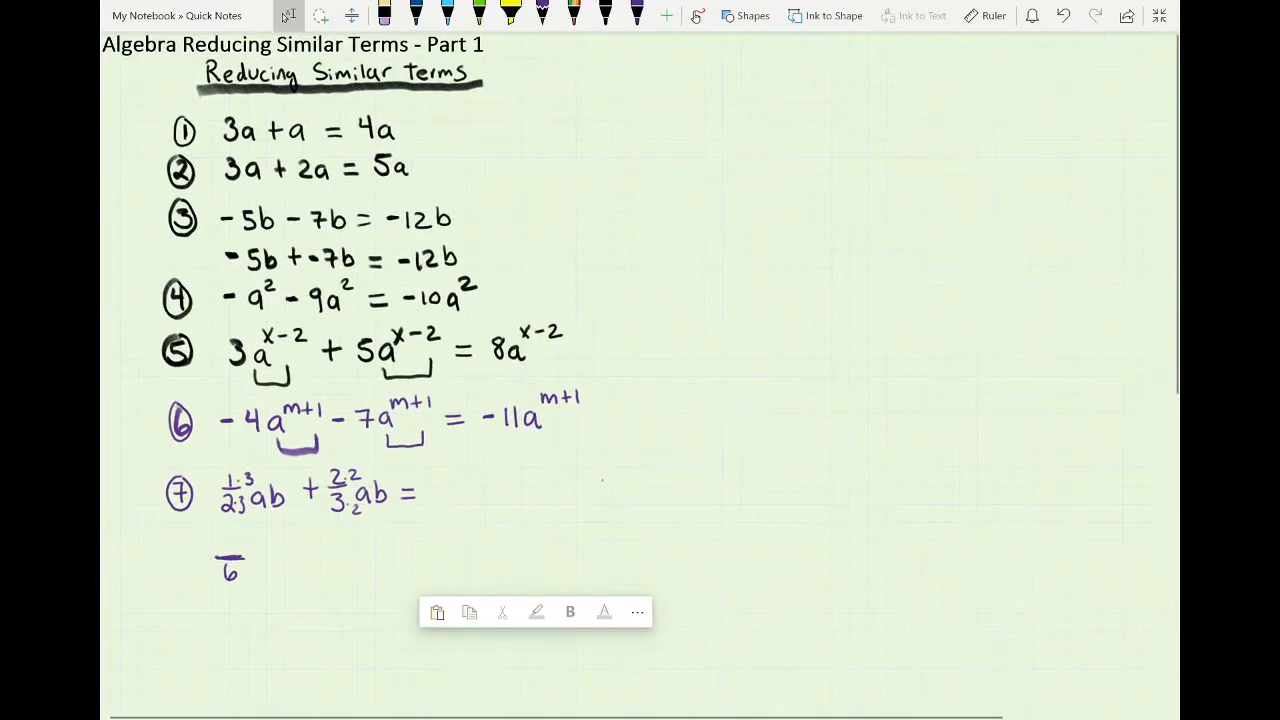 My Notebook » Quick Notes Shapes Ink to Shape Ink to Text Ruler
Algebra Reducing Similar Terms - Part 1
Reducing Similar Terms
① 3a + a = 4a
② 3a + 2a = 5a
③ - 5b - 7b = -12b
- 5b + -7b = -12b
④ - a² - 9a² = -10a²
⑤ 3a^(x-2) + 5a^(x-2) = 8a^(x-2)
⑥ - 4a^(m+1) - 7a^(m+1) = -11a^(m+1)
⑦ (1·3)/(2·3) ab + (2·2)/(3·2) ab =
—/6
B A ...